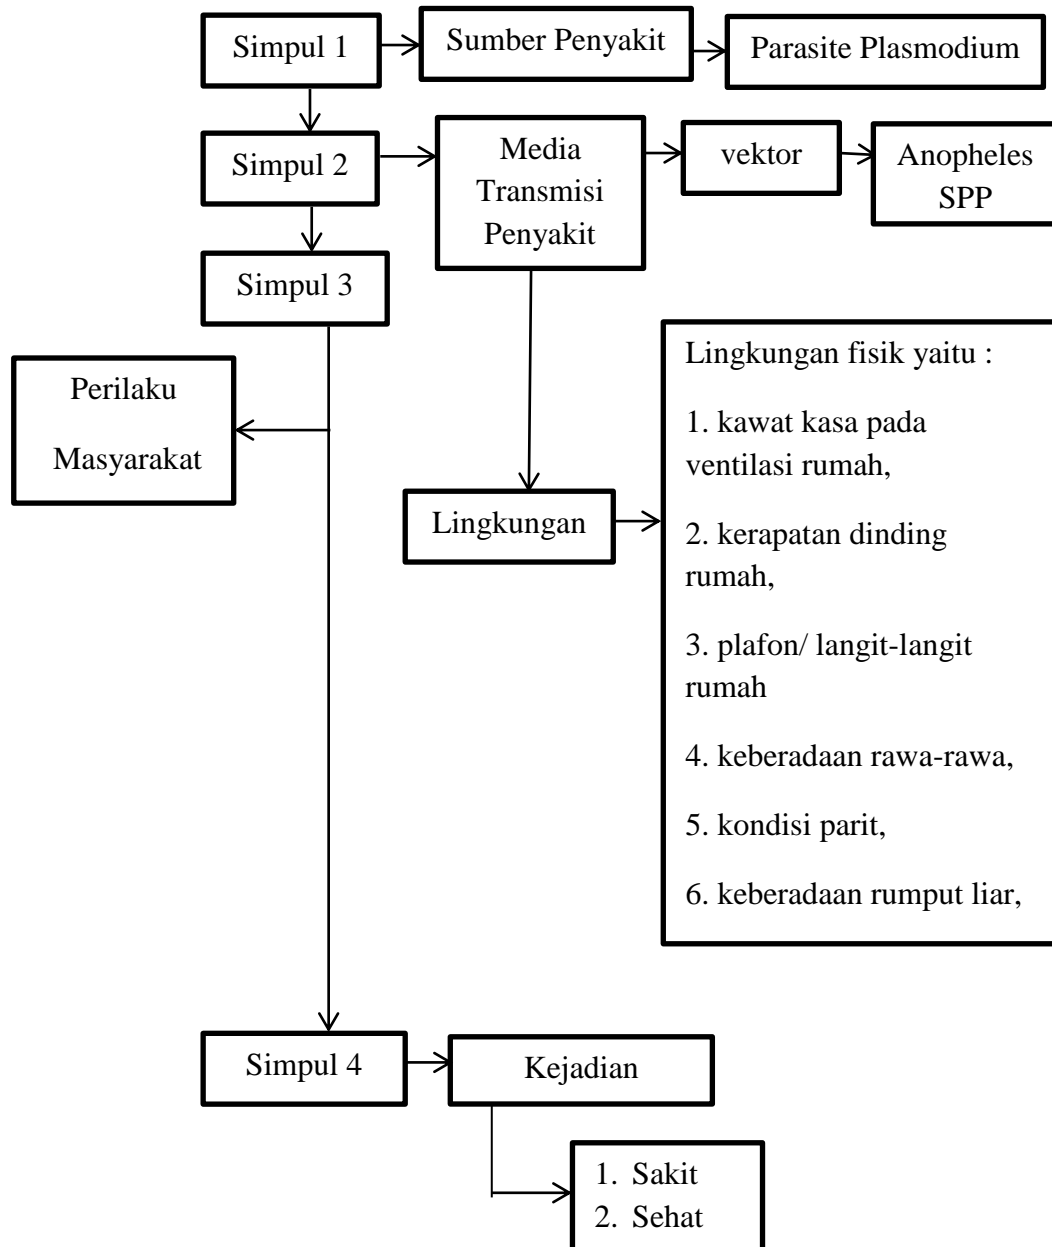 Simpul 1
Sumber Penyakit
Parasite Plasmodium
Simpul 2
Media
Transmisi
Penyakit
vektor
Anopheles
SPP
Simpul 3
Perilaku
Masyarakat
Lingkungan
Lingkungan fisik yaitu :
1. kawat kasa pada
ventilasi rumah,
2. kerapatan dinding
rumah,
3. plafon/ langit-langit
rumah
4. keberadaan rawa-rawa,
5. kondisi parit,
6. keberadaan rumput liar,
Simpul 4
Kejadian
1. Sakit
2. Sehat